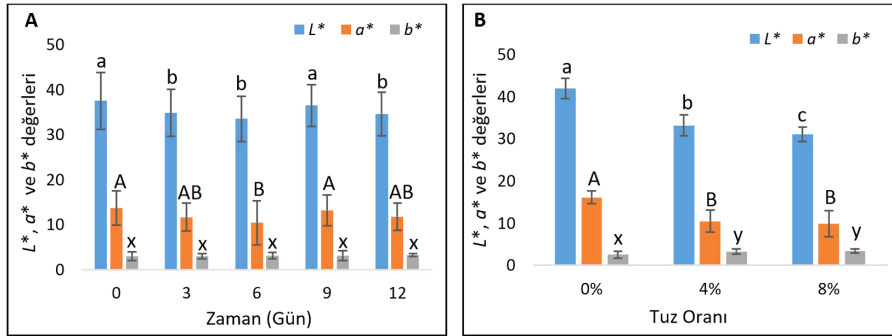 A
L* a* b*
L*, a* ve b* değerleri
50
40
30
20
10
0
a b b a b
A AB B A AB
x x x x x
0 3 6 9 12
Zaman (Gün)
B
L* a* b*
L*, a* ve b* değerleri
50
40
30
20
10
0
a b c
A B B
x y y
0% 4% 8%
Tuz Oranı